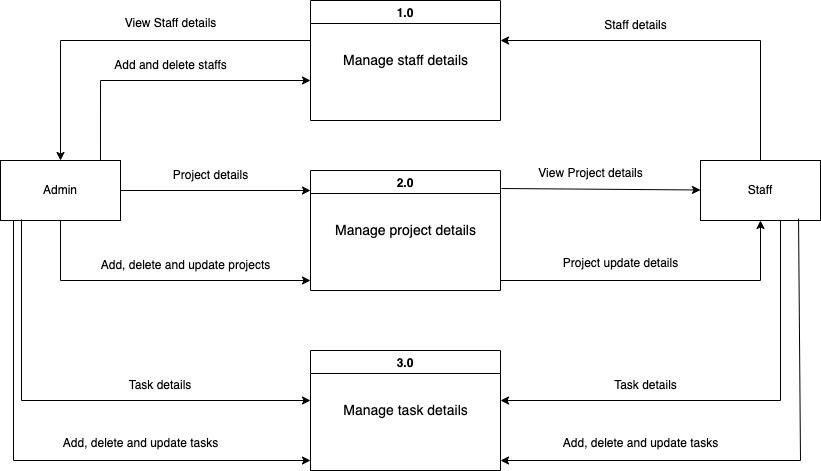 1.0
View Staff details
Staff details
Manage staff details
Add and delete staffs
Project details
View Project details
2.0
Admin
Staff
Manage project details
Add, delete and update projects
Project update details
3.0
Task details
Task details
Manage task details
Add, delete and update tasks
Add, delete and update tasks